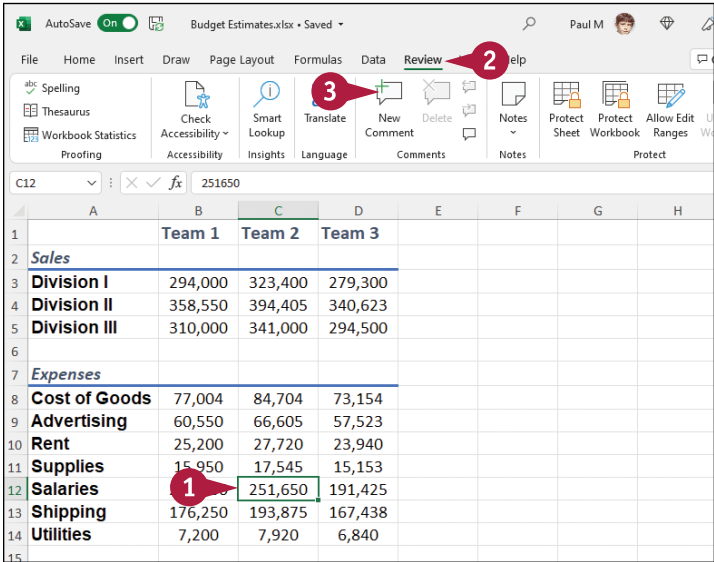 AutoSave On Budget Estimates.xlsx • Saved Paul M
File Home Insert Draw Page Layout Formulas Data Review 2
abc Spelling
Thesaurus
123 Workbook Statistics
Proofing
Check
Accessibility
Accessibility
Smart
Lookup
Insights
Translate
Language
3
New
Comment
Delete
Comments
Notes
Notes
Protect
Sheet
Protect
Workbook
Allow Edit
Ranges
Protect
C12 fx 251650
A B C D E F G H
1 Team 1 Team 2 Team 3
2 Sales
3 Division I 294,000 323,400 279,300
4 Division II 358,550 394,405 340,623
5 Division III 310,000 341,000 294,500
6
7 Expenses
8 Cost of Goods 77,004 84,704 73,154
9 Advertising 60,550 66,605 57,523
10 Rent 25,200 27,720 23,940
11 Supplies 15,950 17,545 15,153
12 Salaries 1 251,650 191,425
13 Shipping 176,250 193,875 167,438
14 Utilities 7,200 7,920 6,840
15